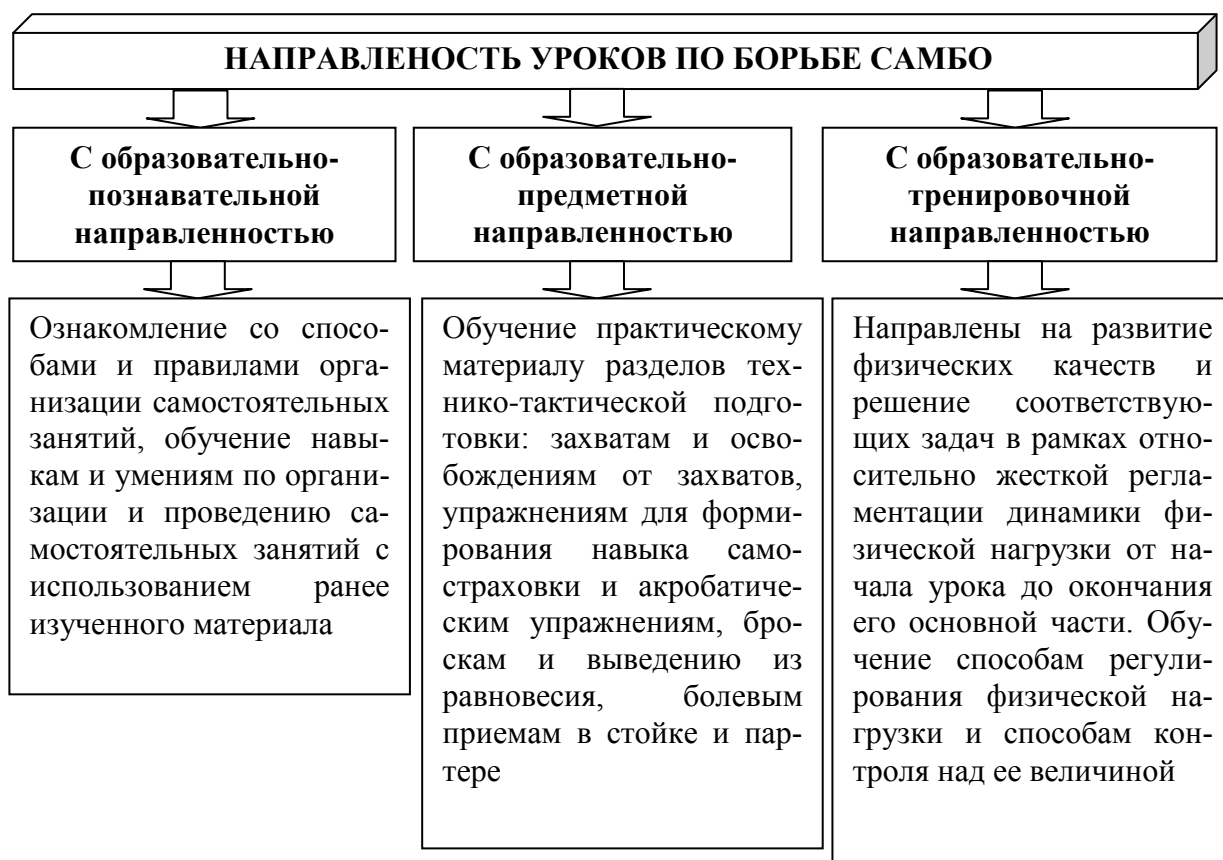 НАПРАВЛЕНОСТЬ УРОКОВ ПО БОРЬБЕ САМБО
С образовательно-
познавательной
направленностью
С образовательно-
предметной
направленностью
С образовательно-
тренировочной
направленностью
Ознакомление со спосо-
бами и правилами орга-
низации самостоятельных
занятий, обучение навы-
кам и умениям по органи-
зации и проведению са-
мостоятельных занятий с
использованием ранее
изученного материала
Обучение практическому
материалу разделов тех-
нико-тактической подго-
товки: захватам и осво-
бождениям от захватов,
упражнениям для форми-
рования навыка само-
страховки и акробатиче-
ским упражнениям, бро-
скам и выведению из
равновесия, болевым
приемам в стойке и пар-
тере
Направлены на развитие
физических качеств и
решение соответствую-
щих задач в рамках отно-
сительно жесткой регла-
ментации динамики фи-
зической нагрузки от на-
чала урока до окончания
его основной части. Обу-
чение способам регули-
рования физической на-
грузки и способам кон-
троля над ее величиной